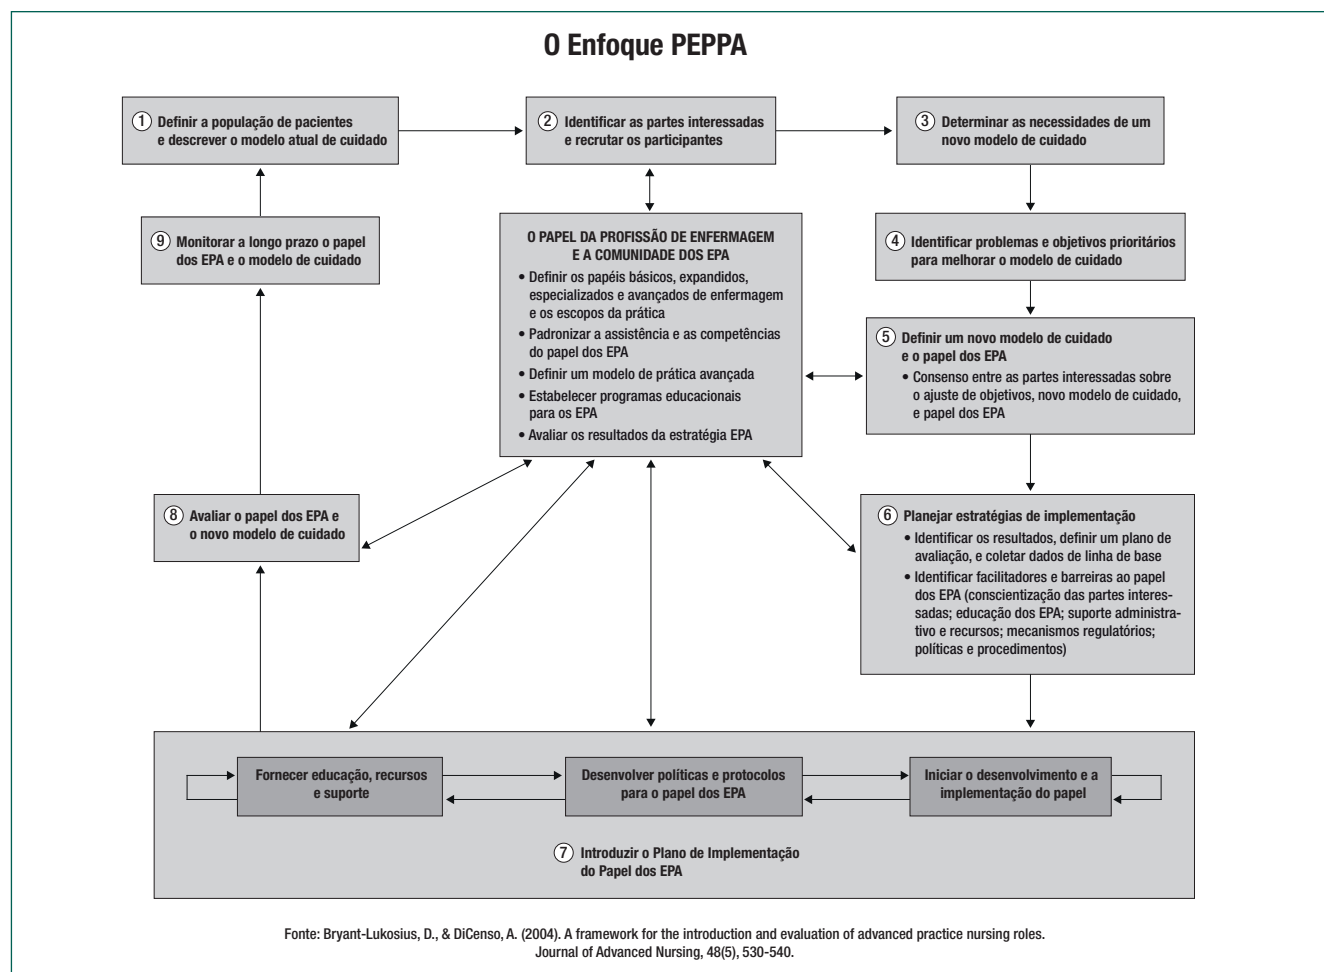 O Enfoque PEPPA
1 Definir a população de pacientes
e descrever o modelo atual de cuidado
2 Identificar as partes interessadas
e recrutar os participantes
3 Determinar as necessidades de um
novo modelo de cuidado
4 Identificar problemas e objetivos prioritários
para melhorar o modelo de cuidado
5 Definir um novo modelo de cuidado
e o papel dos EPA
• Consenso entre as partes interessadas sobre
o ajuste de objetivos, novo modelo de cuidado,
e papel dos EPA
6 Planejar estratégias de implementação
• Identificar os resultados, definir um plano de
avaliação, e coletar dados de linha de base
• Identificar facilitadores e barreiras ao papel
dos EPA (conscientização das partes interes-
sadas; educação dos EPA; suporte administra-
tivo e recursos; mecanismos regulatórios;
políticas e procedimentos)
O PAPEL DA PROFISSÃO DE ENFERMAGEM
E A COMUNIDADE DOS EPA
• Definir os papéis básicos, expandidos,
especializados e avançados de enfermagem
e os escopos da prática
• Padronizar a assistência e as competências
do papel dos EPA
• Definir um modelo de prática avançada
• Estabelecer programas educacionais
para os EPA
• Avaliar os resultados da estratégia EPA
9 Monitorar a longo prazo o papel
dos EPA e o modelo de cuidado
8 Avaliar o papel dos EPA e
o novo modelo de cuidado
Fornecer educação, recursos
e suporte
Desenvolver políticas e protocolos
para o papel dos EPA
Iniciar o desenvolvimento e a
implementação do papel
7 Introduzir o Plano de Implementação
do Papel dos EPA
Fonte: Bryant-Lukosius, D., & DiCenso, A. (2004). A framework for the introduction and evaluation of advanced practice nursing roles.
Journal of Advanced Nursing, 48(5), 530-540.